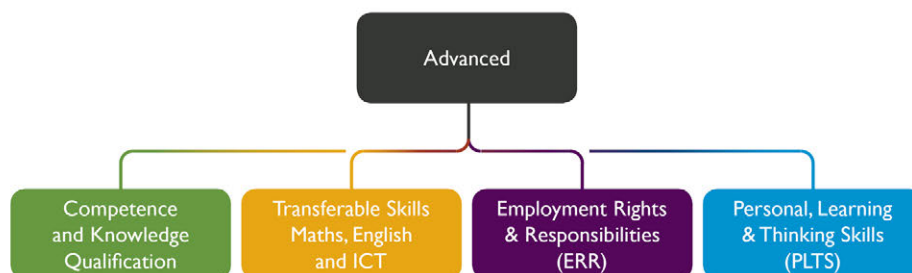 Advanced
Competence
and Knowledge
Qualification
Transferable Skills
Maths, English
and ICT
Employment Rights
& Responsibilities
(ERR)
Personal, Learning
& Thinking Skills
(PLTS)